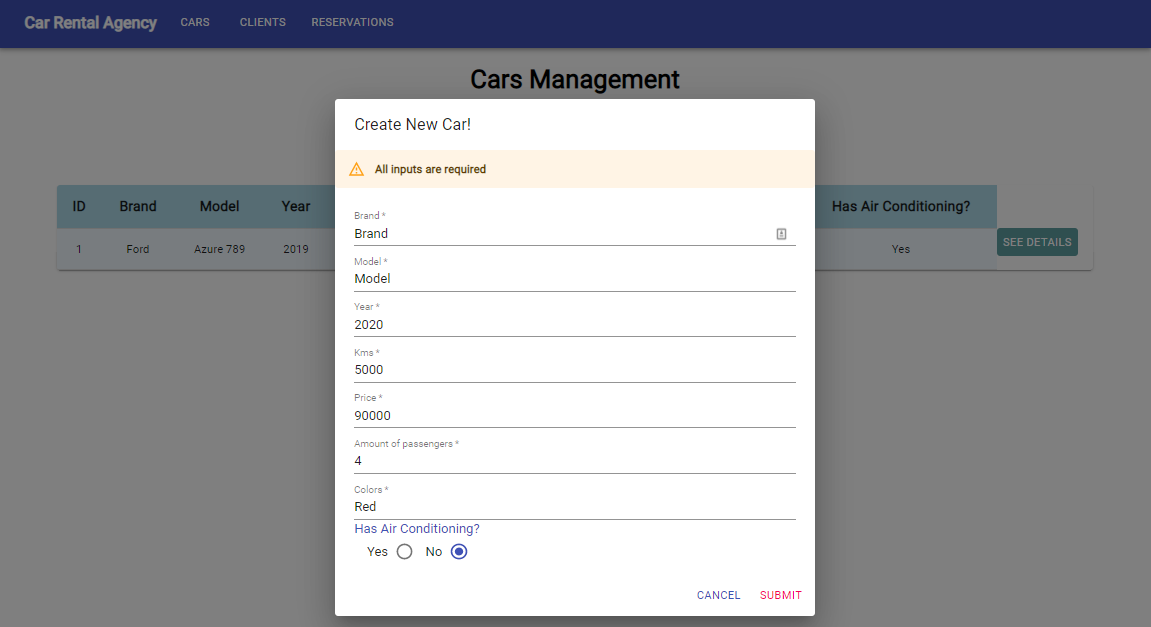 Car Rental Agency CARS CLIENTS RESERVATIONS
Cars Management
Create New Car!
All inputs are required
ID Brand Model Year Has Air Conditioning?
1 Ford Azure 789 2019 Yes SEE DETAILS
Brand *
Brand
Model *
Model
Year *
2020
Kms *
5000
Price *
90000
Amount of passengers *
4
Colors *
Red
Has Air Conditioning?
Yes No
CANCEL SUBMIT